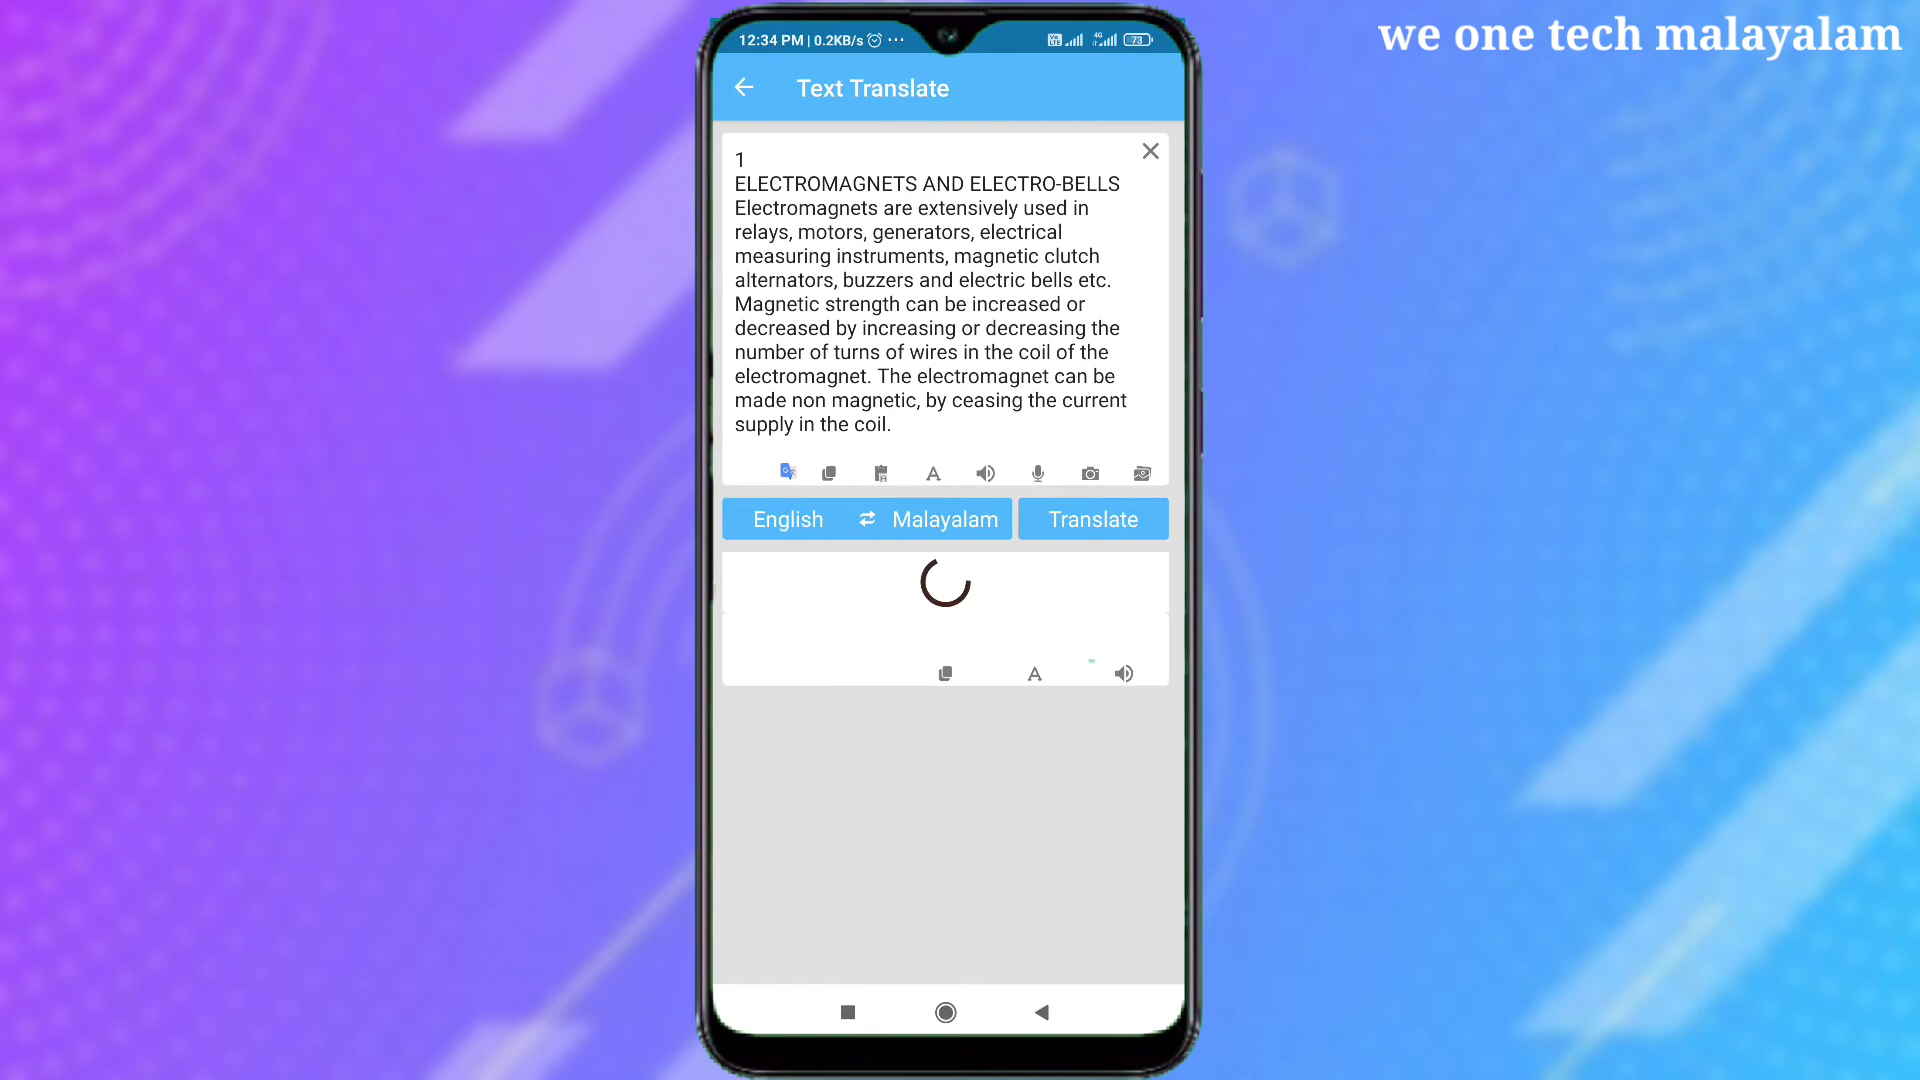 we one tech malayalam
12:34 PM | 0.2KB/s ...
Vo LTE 4G 73
Text Translate
1
ELECTROMAGNETS AND ELECTRO-BELLS
Electromagnets are extensively used in
relays, motors, generators, electrical
measuring instruments, magnetic clutch
alternators, buzzers and electric bells etc.
Magnetic strength can be increased or
decreased by increasing or decreasing the
number of turns of wires in the coil of the
electromagnet. The electromagnet can be
made non magnetic, by ceasing the current
supply in the coil.
English Malayalam Translate